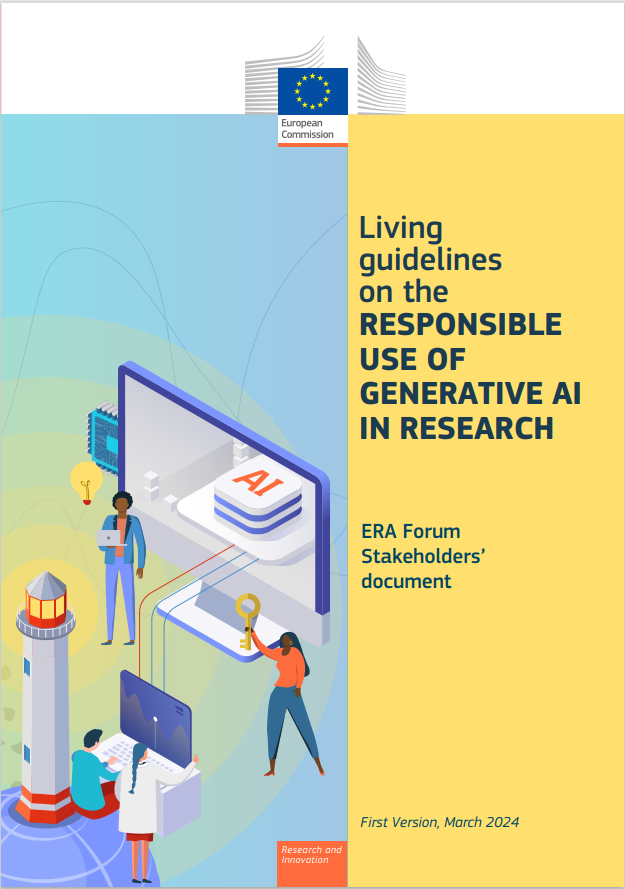 European
Commission
Living
guidelines
on the
RESPONSIBLE
USE OF
GENERATIVE AI
IN RESEARCH
AI
ERA Forum
Stakeholders’
document
First Version, March 2024
Research and
Innovation